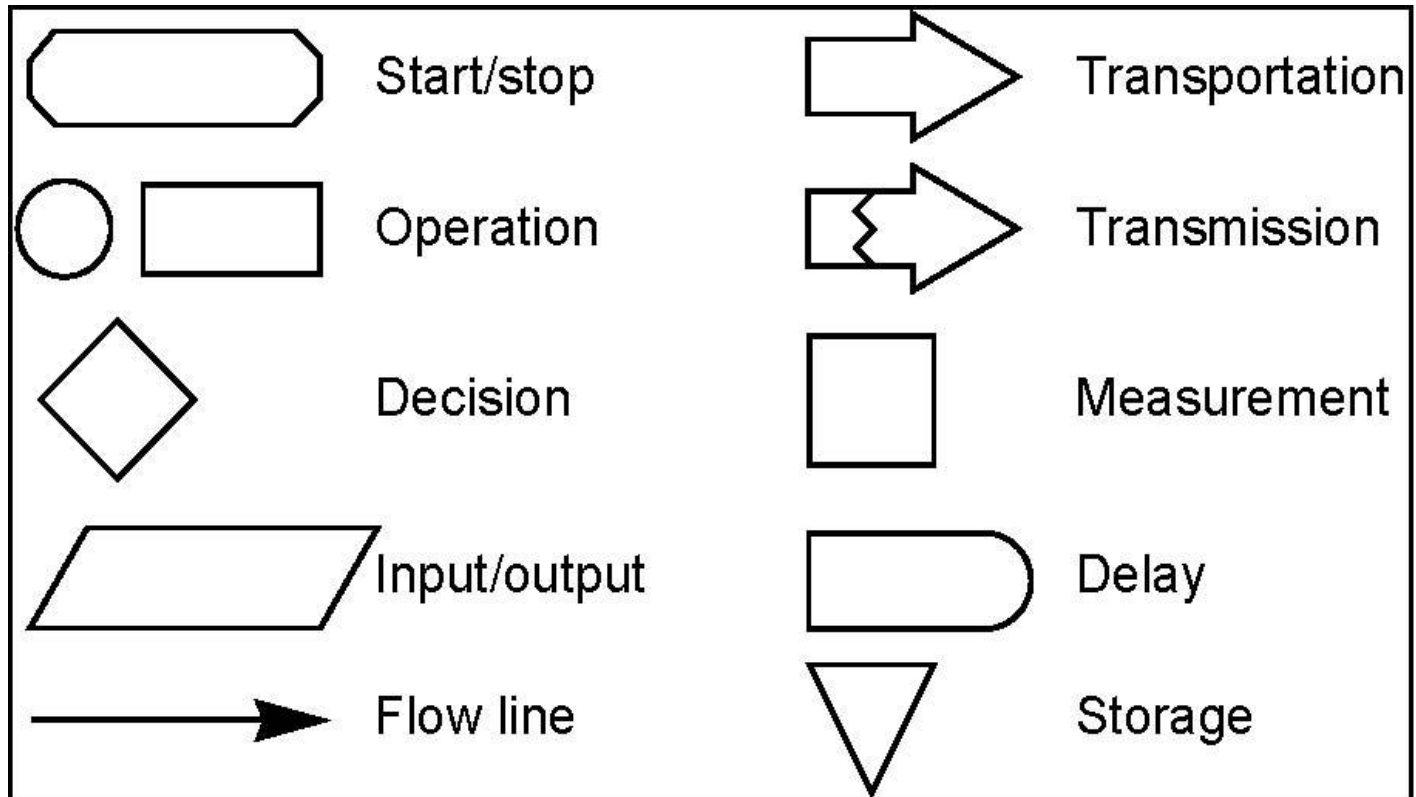 Start/stop
Operation
Decision
Input/output
Flow line
Transportation
Transmission
Measurement
Delay
Storage